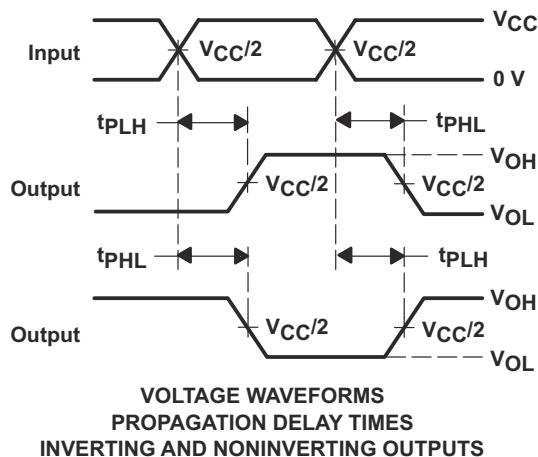 VCC
Input
VCC/2
VCC/2
0 V
tPLH
tPHL
VOH
Output
VCC/2
VCC/2
VOL
tPHL
tPLH
VOH
Output
VCC/2
VCC/2
VOL
VOLTAGE WAVEFORMS
PROPAGATION DELAY TIMES
INVERTING AND NONINVERTING OUTPUTS